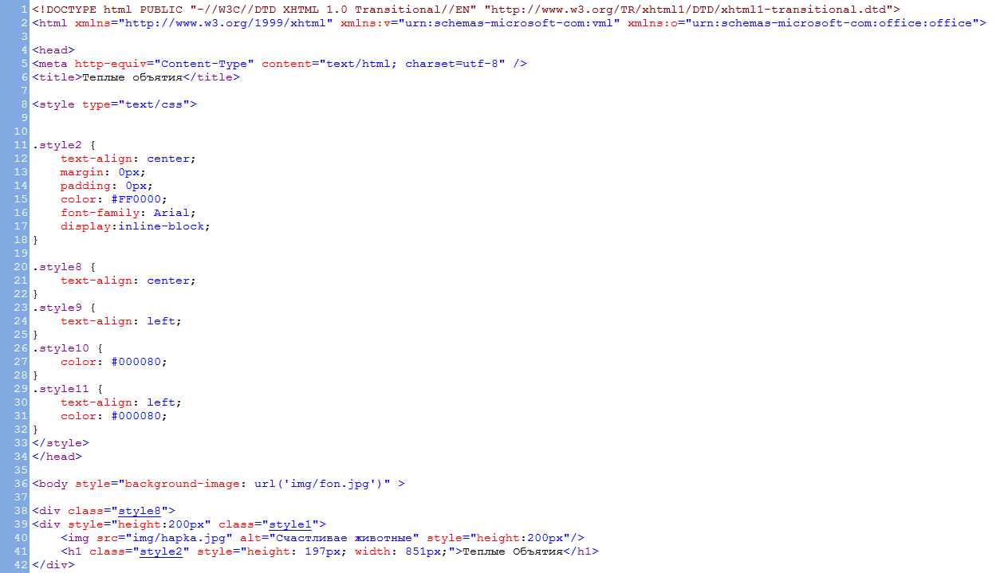 1 <!DOCTYPE html PUBLIC "-//W3C//DTD XHTML 1.0 Transitional//EN" "http://www.w3.org/TR/xhtml1/DTD/xhtml1-transitional.dtd">
2 <html xmlns="http://www.w3.org/1999/xhtml" xmlns:v="urn:schemas-microsoft-com:vml" xmlns:o="urn:schemas-microsoft-com:office:office">
3
4 <head>
5 <meta http-equiv="Content-Type" content="text/html; charset=utf-8" />
6 <title>Теплые объятия</title>
7
8 <style type="text/css">
9
10
11 .style2 {
12     text-align: center;
13     margin: 0px;
14     padding: 0px;
15     color: #FF0000;
16     font-family: Arial;
17     display:inline-block;
18 }
19
20 .style8 {
21     text-align: center;
22 }
23 .style9 {
24     text-align: left;
25 }
26 .style10 {
27     color: #000080;
28 }
29 .style11 {
30     text-align: left;
31     color: #000080;
32 }
33 </style>
34 </head>
35
36 <body style="background-image: url('img/fon.jpg')" >
37
38 <div class="style8">
39 <div style="height:200px" class="style1">
40     <img src="img/hapka.jpg" alt="Счастливае животные" style="height:200px"/>
41     <h1 class="style2" style="height: 197px; width: 851px;">Теплые Объятия</h1>
42 </div>